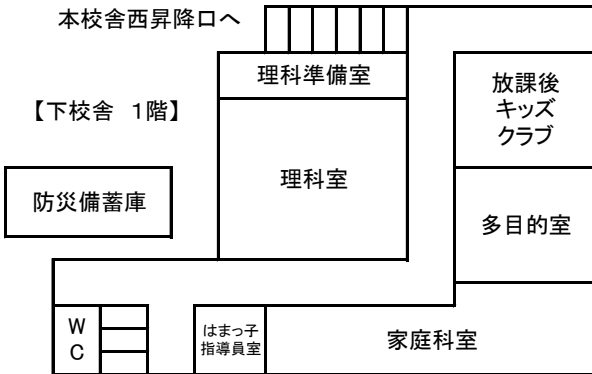 本校舎西昇降口へ
理科準備室
放課後
キッズ
クラブ
【下校舎 1階】
理科室
防災備蓄庫
多目的室
W
C
はまっ子
指導員室
家庭科室